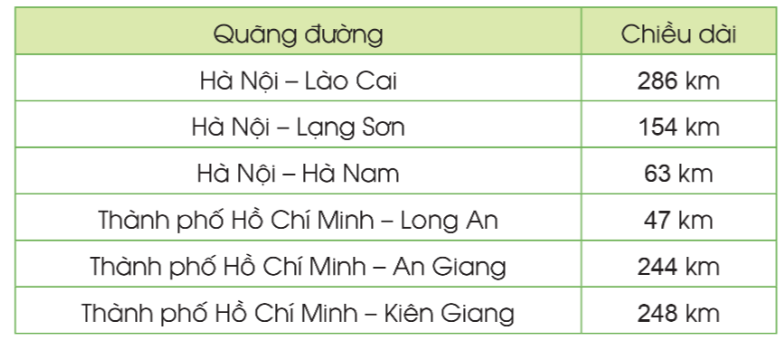 Quãng đường Chiều dài
Hà Nội – Lào Cai 286 km
Hà Nội – Lạng Sơn 154 km
Hà Nội – Hà Nam 63 km
Thành phố Hồ Chí Minh – Long An 47 km
Thành phố Hồ Chí Minh – An Giang 244 km
Thành phố Hồ Chí Minh – Kiên Giang 248 km